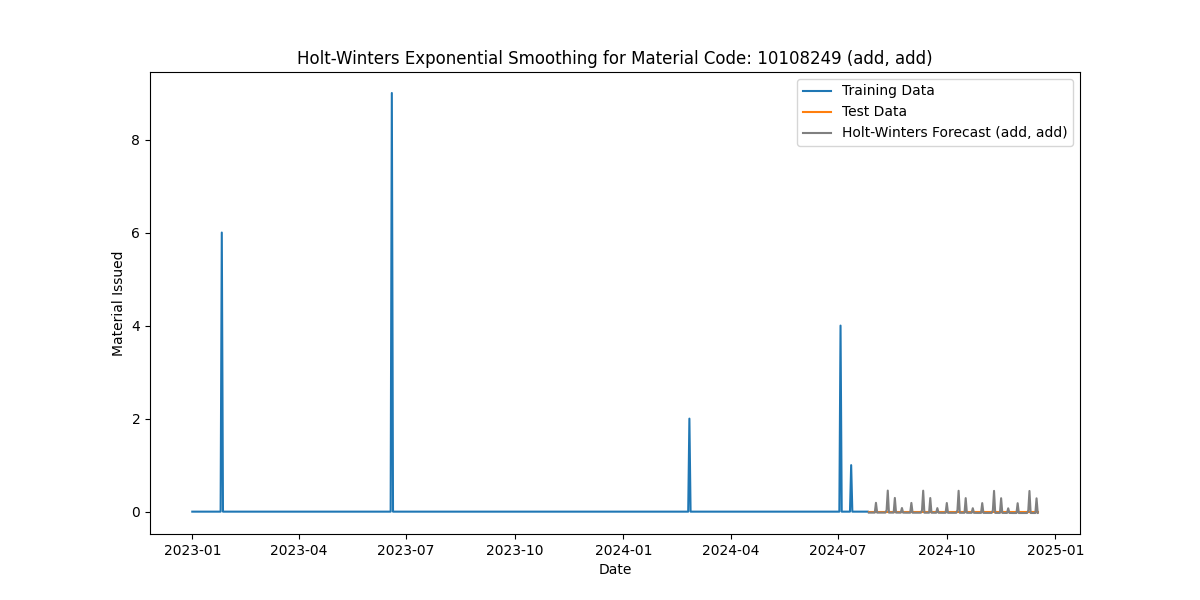 Holt-Winters Exponential Smoothing for Material Code: 10108249 (add, add)
Training Data
Test Data
Holt-Winters Forecast (add, add)
Material Issued
8
6
4
2
0
2023-01 2023-04 2023-07 2023-10 2024-01 2024-04 2024-07 2024-10 2025-01
Date